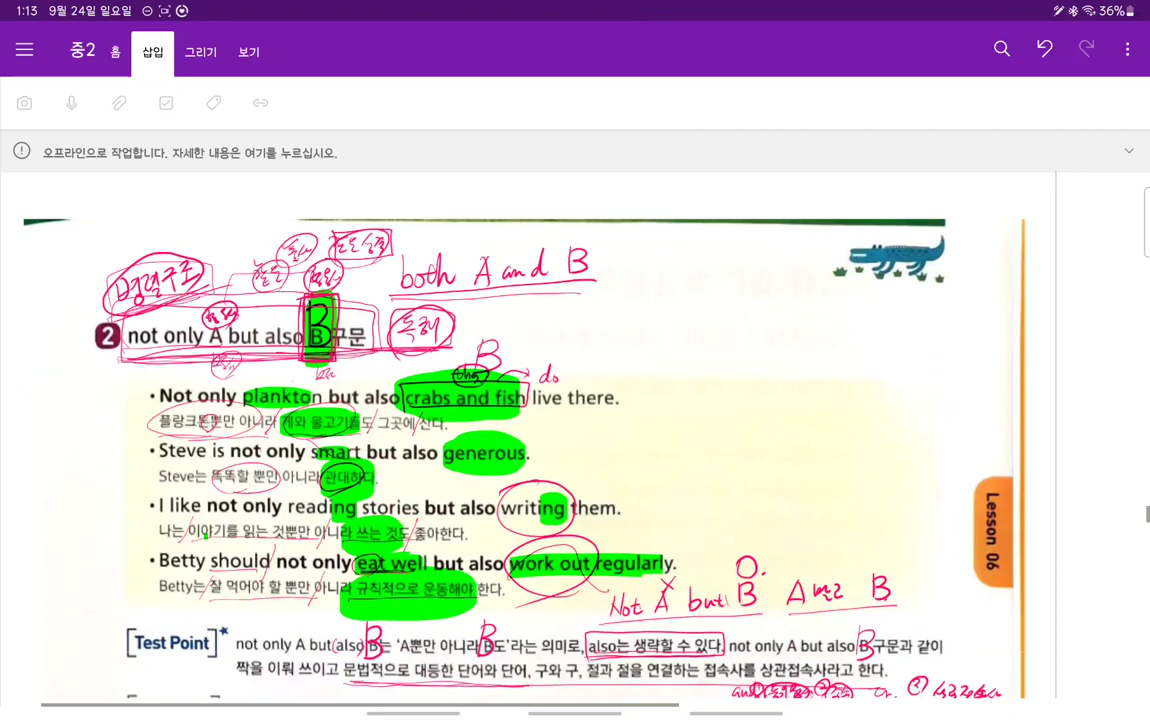 1:13 9월 24일 일요일 36%
중2 홈 삽입 그리기 보기
오프라인으로 작업합니다. 자세한 내용은 여기를 누르십시오.
both A and B
2 not only A but also B 구문
독해
B
do
• Not only plankton but also crabs and fish live there.
플랑크톤뿐만 아니라 게와 물고기들도 그곳에 산다.
• Steve is not only smart but also generous.
Steve는 똑똑할 뿐만 아니라 관대하다.
• I like not only reading stories but also writing them.
나는 이야기를 읽는 것뿐만 아니라 쓰는 것도 좋아한다.
• Betty should not only eat well but also work out regularly.
Betty는 잘 먹어야 할 뿐만 아니라 규칙적으로 운동해야 한다.
Lesson 06
Not A but B A 말고 B
[Test Point]* not only A but (also) B는 ‘A뿐만 아니라 B도’라는 의미로, also는 생략할 수 있다. not only A but also B 구문과 같이
짝을 이뤄 쓰이고 문법적으로 대등한 단어와 단어, 구와 구, 절과 절을 연결하는 접속사를 상관접속사라고 한다.